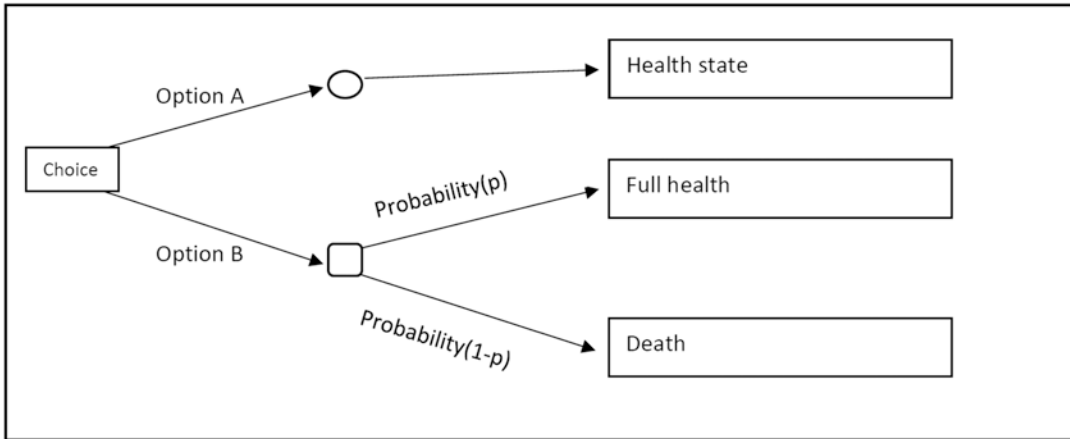 Health state
Option A
Choice
Probability(p)
Full health
Option B
Probability(1-p)
Death